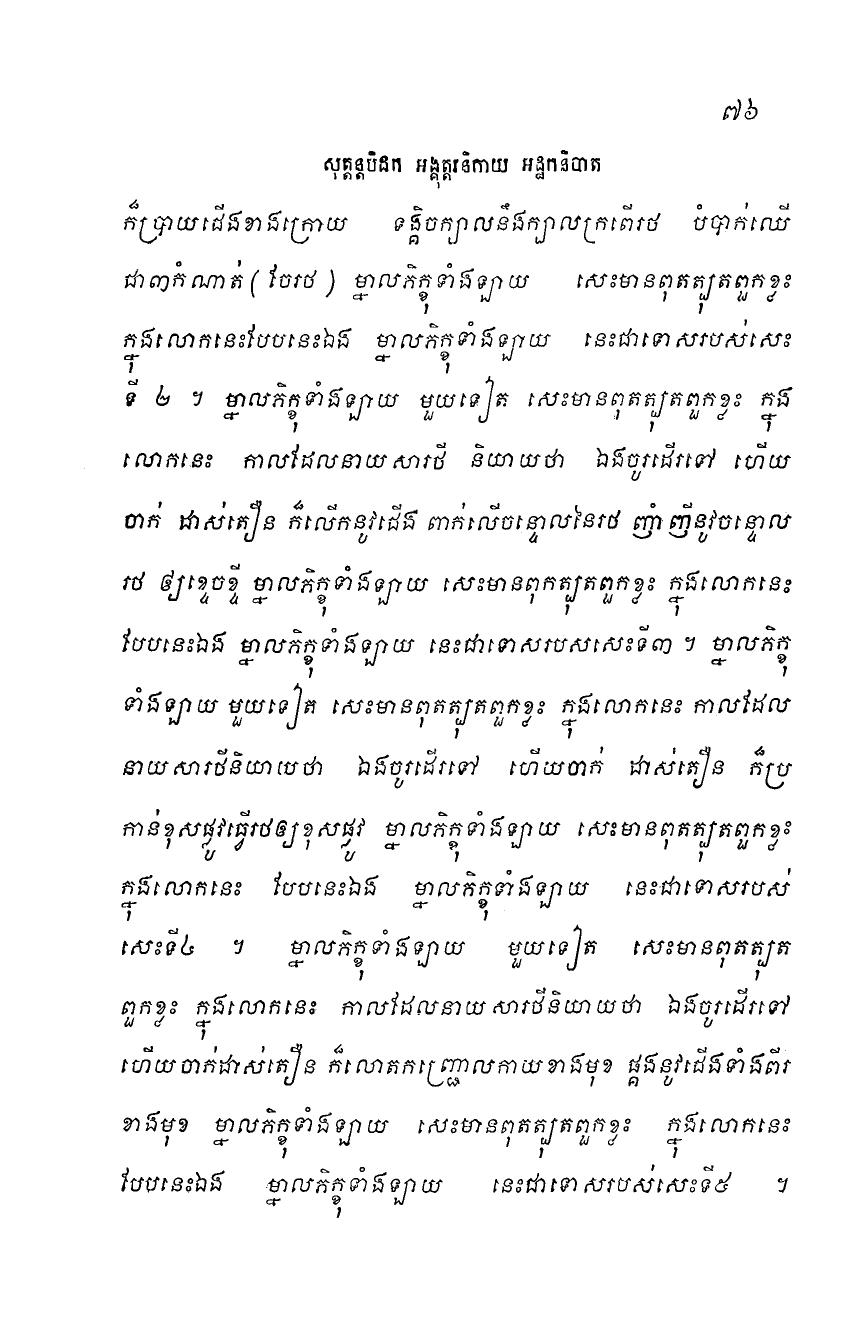 ៧៦
សុត្តន្តបិដក អង្គុត្តរនិកាយ អដ្ឋកនិបាត
ក៏ប្រាយជើងខាងក្រោយ ទង្គិចក្បាលនឹងក្បាលក្រពើរថ បំបាក់ឈើ
ជា៣កំណាត់ (ចែរថ) ម្នាលភិក្ខុទាំងឡាយ សេះមានពុតត្បុតពួកខ្លះ
ក្នុងលោកនេះបែបនេះឯង ម្នាលភិក្ខុទាំងឡាយ នេះជាទោសរបស់សេះ
ទី ២ ។ ម្នាលភិក្ខុទាំងឡាយ មួយទៀត សេះមានពុតត្បុតពួកខ្លះ ក្នុង
លោកនេះ កាលដែលនាយសារថី និយាយថា ឯងចូរដើរទៅ ហើយ
ចាក់ ដាស់តឿន ក៏លើកនូវជើង ពាក់លើចន្ទោលនៃរថ ញាំញីនូវចន្ទោល
រថ ឲ្យខ្ទេចខ្ទី ម្នាលភិក្ខុទាំងឡាយ សេះមានពុកត្បុតពួកខ្លះ ក្នុងលោកនេះ
បែបនេះឯង ម្នាលភិក្ខុទាំងឡាយ នេះជាទោសរបសសេះទី៣ ។ ម្នាលភិក្ខុ
ទាំងឡាយ មួយទៀត សេះមានពុតត្បុតពួកខ្លះ ក្នុងលោកនេះ កាលដែល
នាយសារថីនិយាយថា ឯងចូរដើរទៅ ហើយចាក់ ដាស់តឿន ក៏ប្រ
កាន់ខុសផ្លូវធ្វើរថឲ្យខុសផ្លូវ ម្នាលភិក្ខុទាំងឡាយ សេះមានពុតត្បុតពួកខ្លះ
ក្នុងលោកនេះ បែបនេះឯង ម្នាលភិក្ខុទាំងឡាយ នេះជាទោសរបស់
សេះទី៤ ។ ម្នាលភិក្ខុទាំងឡាយ មួយទៀត សេះមានពុតត្បុត
ពួកខ្លះ ក្នុងលោកនេះ កាលដែលនាយសារថីនិយាយថា ឯងចូរដើរទៅ
ហើយចាក់ដាស់តឿន ក៏លោតកញ្ជ្រោលកាយខាងមុខ ផ្គងនូវជើងទាំងពីរ
ខាងមុខ ម្នាលភិក្ខុទាំងឡាយ សេះមានពុតត្បុតពួកខ្លះ ក្នុងលោកនេះ
បែបនេះឯង ម្នាលភិក្ខុទាំងឡាយ នេះជាទោសរបស់សេះទី៥ ។